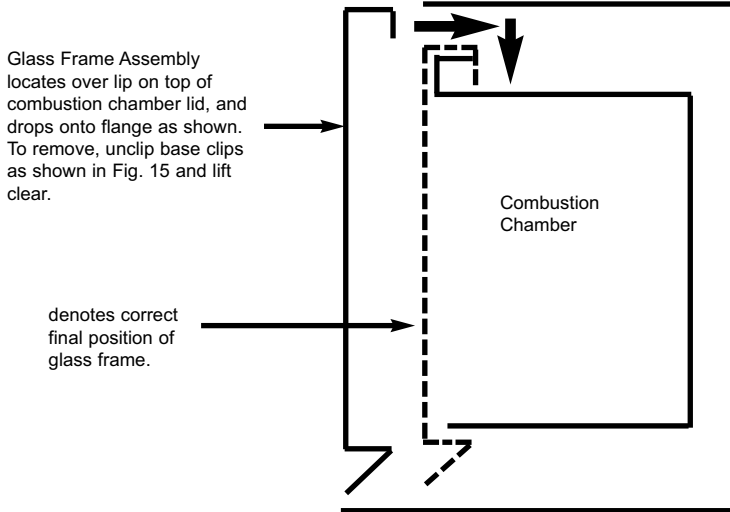 Glass Frame Assembly
locates over lip on top of
combustion chamber lid, and
drops onto flange as shown.
To remove, unclip base clips
as shown in Fig. 15 and lift
clear.
Combustion
Chamber
denotes correct
final position of
glass frame.